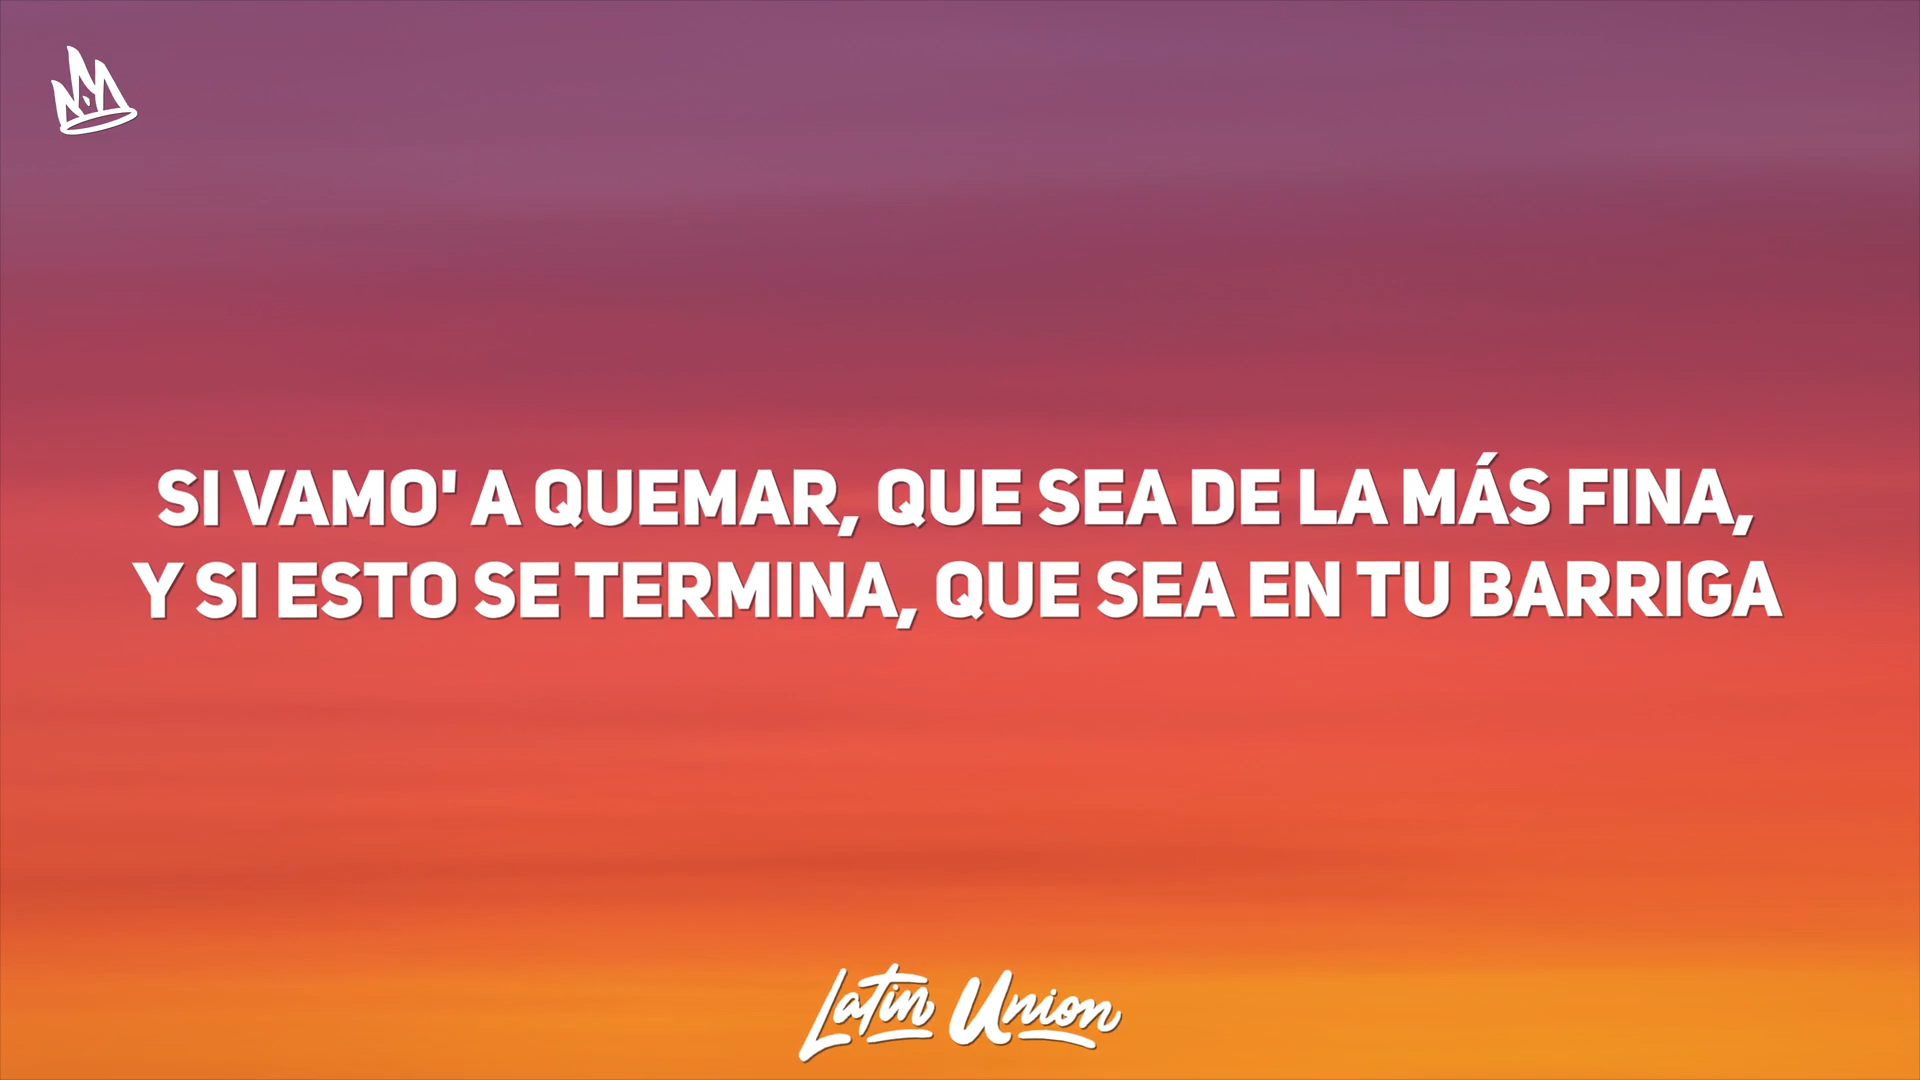 SI VAMO' A QUEMAR, QUE SEA DE LA MÁS FINA,
Y SI ESTO SE TERMINA, QUE SEA EN TU BARRIGA
Latin Union